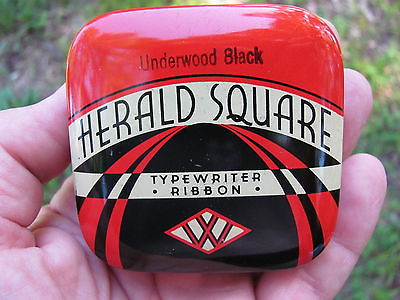 Underwood Black
HERALD SQUARE
TYPEWRITER
• RIBBON •
W